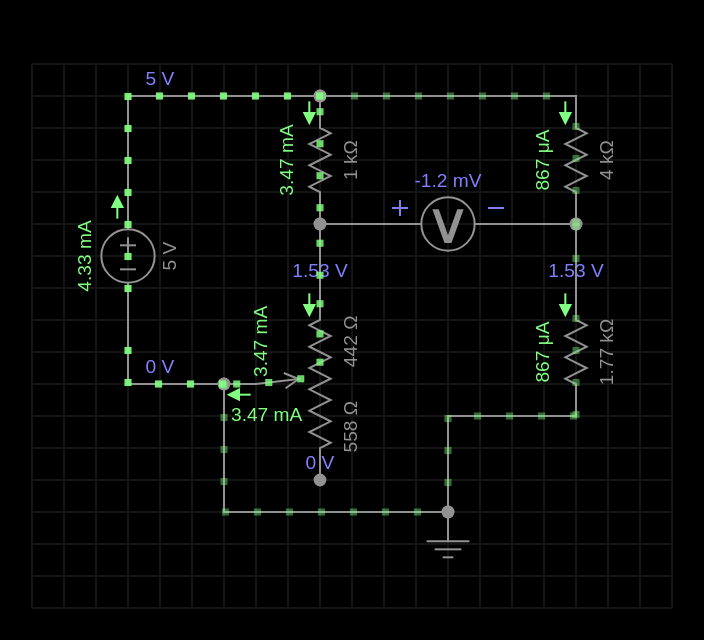 5 V
3.47 mA
1 kΩ
-1.2 mV
867 μA
4 kΩ
+
V
−
4.33 mA
+
−
5 V
1.53 V
1.53 V
0 V
3.47 mA
442 Ω
867 μA
1.77 kΩ
3.47 mA
558 Ω
0 V